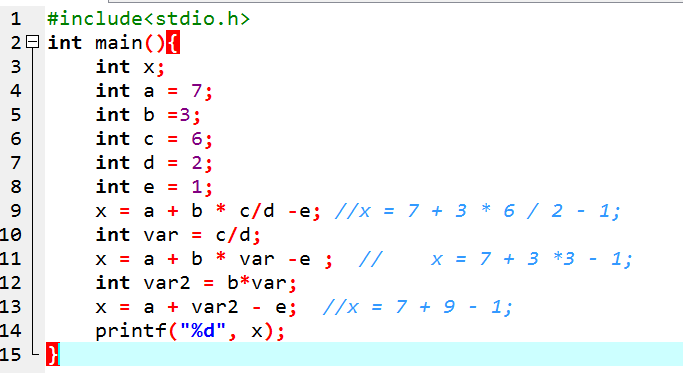 1 #include<stdio.h>
2 int main(){
3 int x;
4 int a = 7;
5 int b =3;
6 int c = 6;
7 int d = 2;
8 int e = 1;
9 x = a + b * c/d -e; //x = 7 + 3 * 6 / 2 - 1;
10 int var = c/d;
11 x = a + b * var -e ; // x = 7 + 3 *3 - 1;
12 int var2 = b*var;
13 x = a + var2 - e; //x = 7 + 9 - 1;
14 printf("%d", x);
15 }